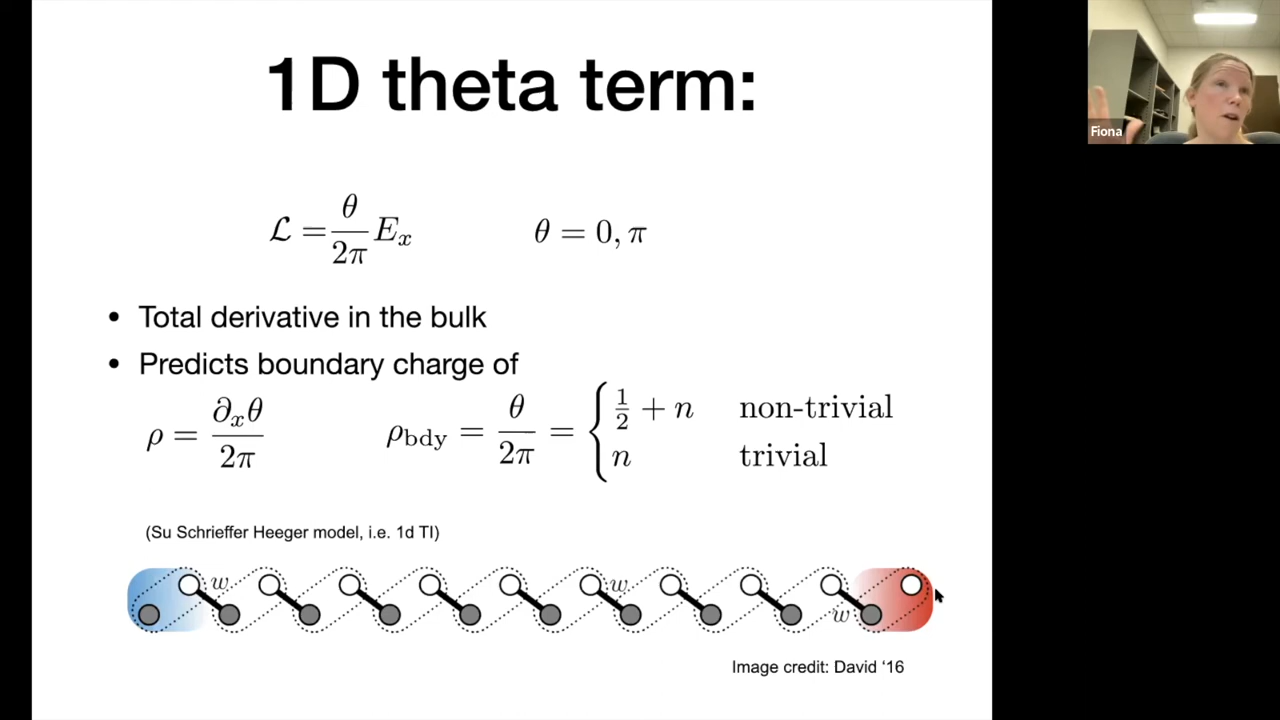 1D theta term:
Fiona
ℒ = θ/2π E_x    θ = 0, π
• Total derivative in the bulk
• Predicts boundary charge of
ρ = ∂_xθ/2π    ρ_bdy = θ/2π = { 1/2 + n    non-trivial
n    trivial
(Su Schrieffer Heeger model, i.e. 1d TI)
w    w
w
Image credit: David ‘16